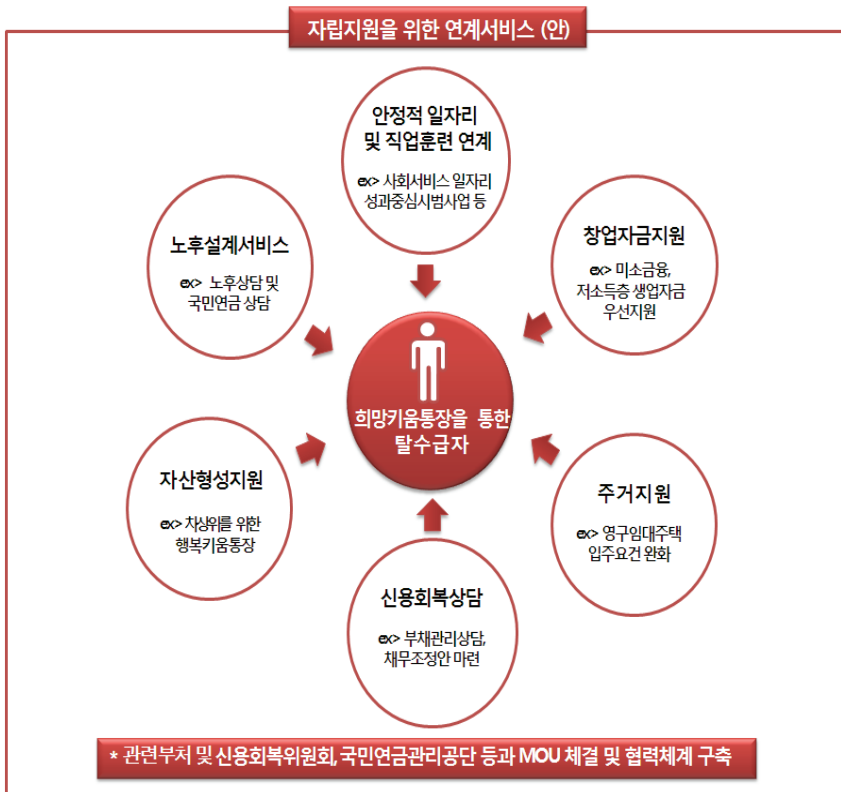 자립지원을 위한 연계서비스 (안)
안정적 일자리
및 직업훈련 연계
ex> 사회서비스 일자리
성과중심시범사업 등
노후설계서비스
ex> 노후상담 및
국민연금 상담
창업자금지원
ex> 미소금융,
저소득층 생업자금
우선지원
희망키움통장을 통한
탈수급자
자산형성지원
ex> 차상위를 위한
행복키움통장
주거지원
ex> 영구임대주택
입주요건 완화
신용회복상담
ex> 부채관리상담,
채무조정안 마련
* 관련부처 및 신용회복위원회, 국민연금관리공단 등과 MOU 체결 및 협력체계 구축